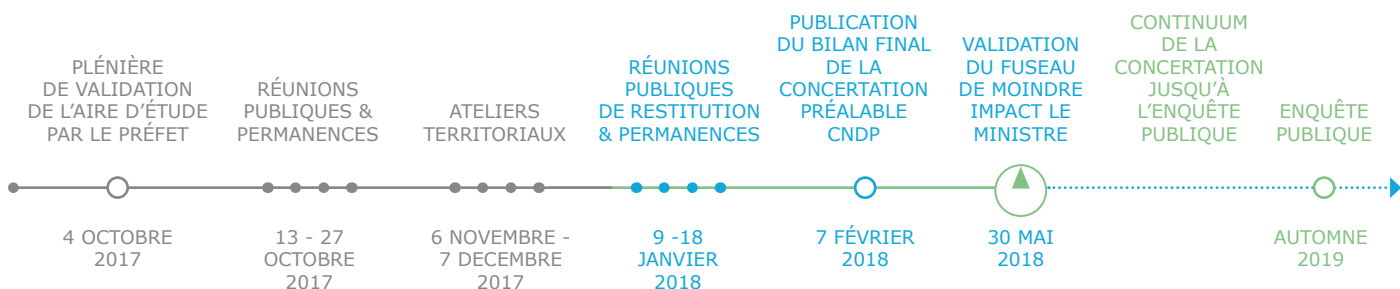 PLÉNIÈRE
DE VALIDATION
DE L'AIRE D'ÉTUDE
PAR LE PRÉFET
4 OCTOBRE
2017
RÉUNIONS
PUBLIQUES &
PERMANENCES
13 - 27
OCTOBRE
2017
ATELIERS
TERRITORIAUX
6 NOVEMBRE -
7 DECEMBRE
2017
RÉUNIONS
PUBLIQUES
DE RESTITUTION
& PERMANENCES
9 -18
JANVIER
2018
PUBLICATION
DU BILAN FINAL
DE LA
CONCERTATION
PRÉALABLE
CNDP
7 FÉVRIER
2018
VALIDATION
DU FUSEAU
DE MOINDRE
IMPACT LE
MINISTRE
30 MAI
2018
CONTINUUM
DE LA
CONCERTATION
JUSQU'À
L'ENQUÊTE
PUBLIQUE
ENQUÊTE
PUBLIQUE
AUTOMNE
2019